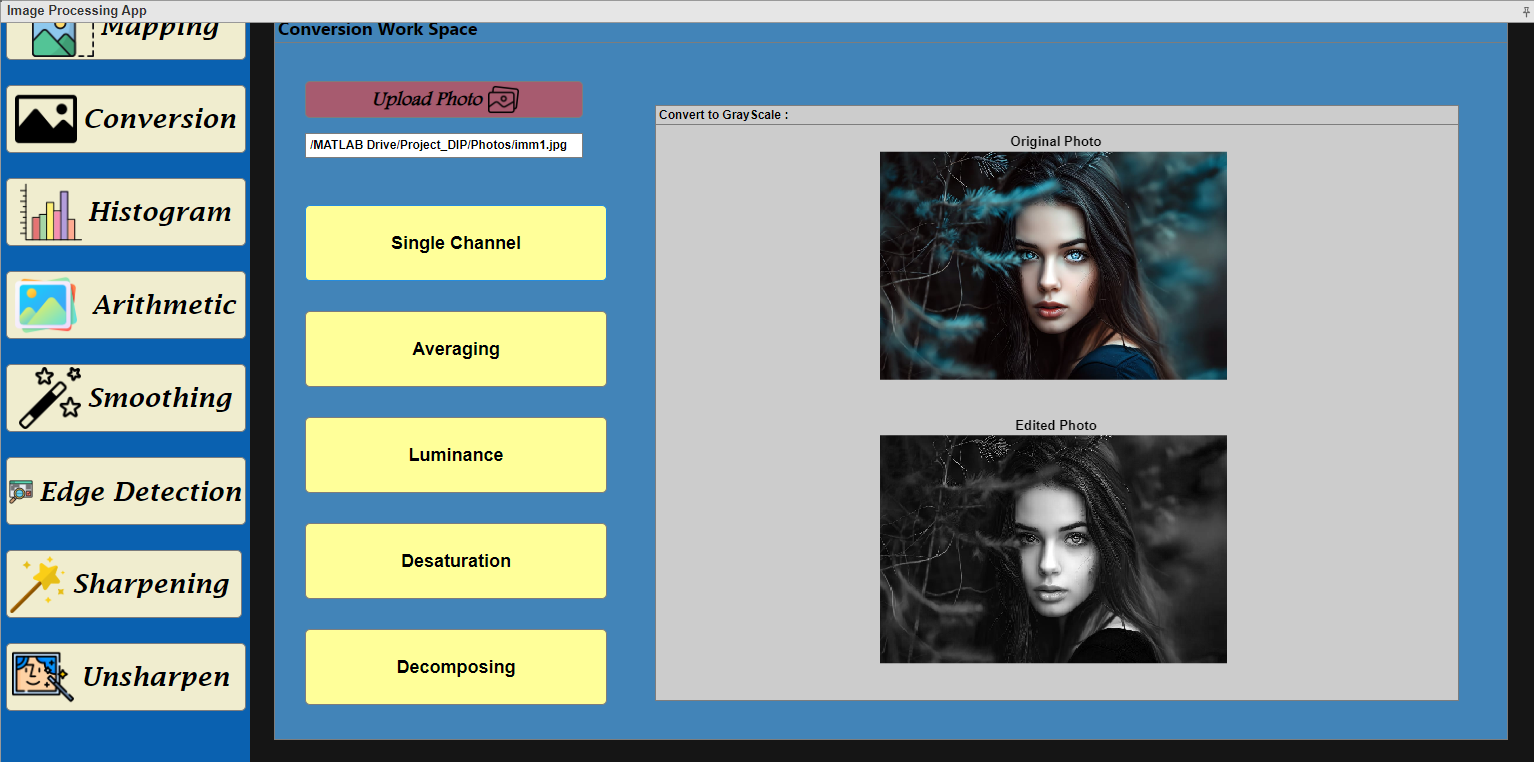 Image Processing App
Mapping
Conversion
Histogram
Arithmetic
Smoothing
Edge Detection
Sharpening
Unsharpen
Conversion Work Space
Upload Photo
/MATLAB Drive/Project_DIP/Photos/imm1.jpg
Single Channel
Averaging
Luminance
Desaturation
Decomposing
Convert to GrayScale :
Original Photo
Edited Photo